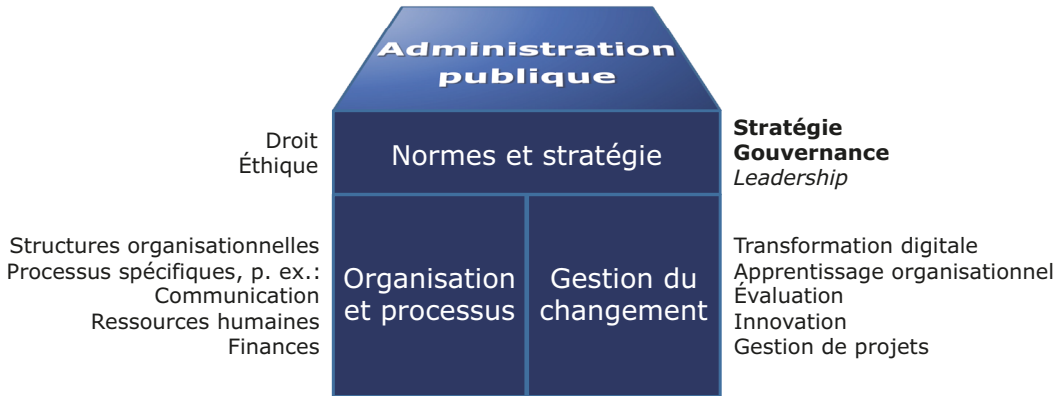 Administration
publique
Droit
Éthique
Normes et stratégie
Stratégie
Gouvernance
Leadership
Structures organisationnelles
Processus spécifiques, p. ex.:
Communication
Ressources humaines
Finances
Organisation
et processus
Gestion du
changement
Transformation digitale
Apprentissage organisationnel
Évaluation
Innovation
Gestion de projets